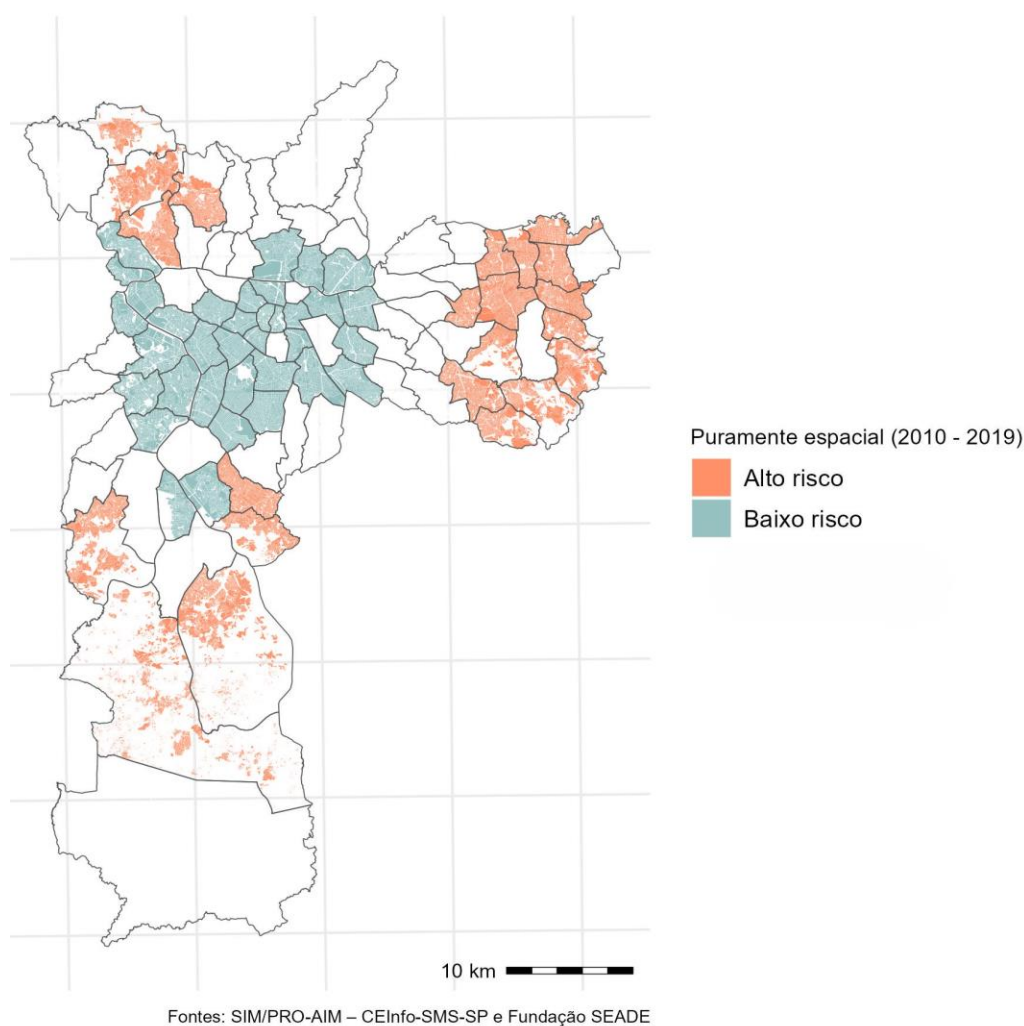 Puramente espacial (2010 - 2019)
Alto risco
Baixo risco
10 km
Fontes: SIM/PRO-AIM – CEInfo-SMS-SP e Fundação SEADE